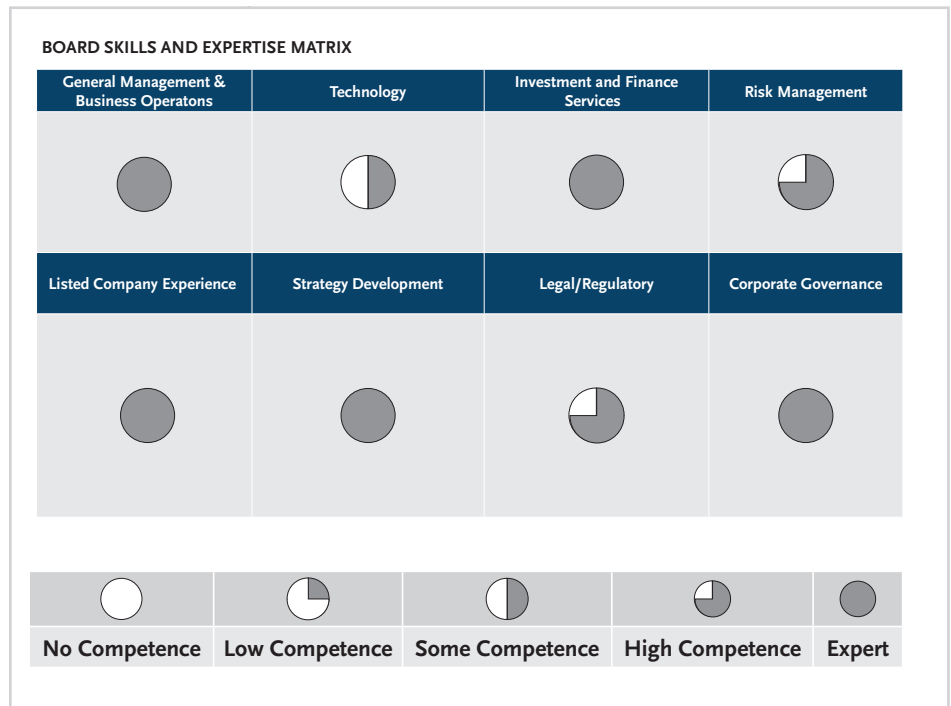 BOARD SKILLS AND EXPERTISE MATRIX
General Management &
Business Operatons
Technology
Investment and Finance
Services
Risk Management
Listed Company Experience
Strategy Development
Legal/Regulatory
Corporate Governance
No Competence
Low Competence
Some Competence
High Competence
Expert